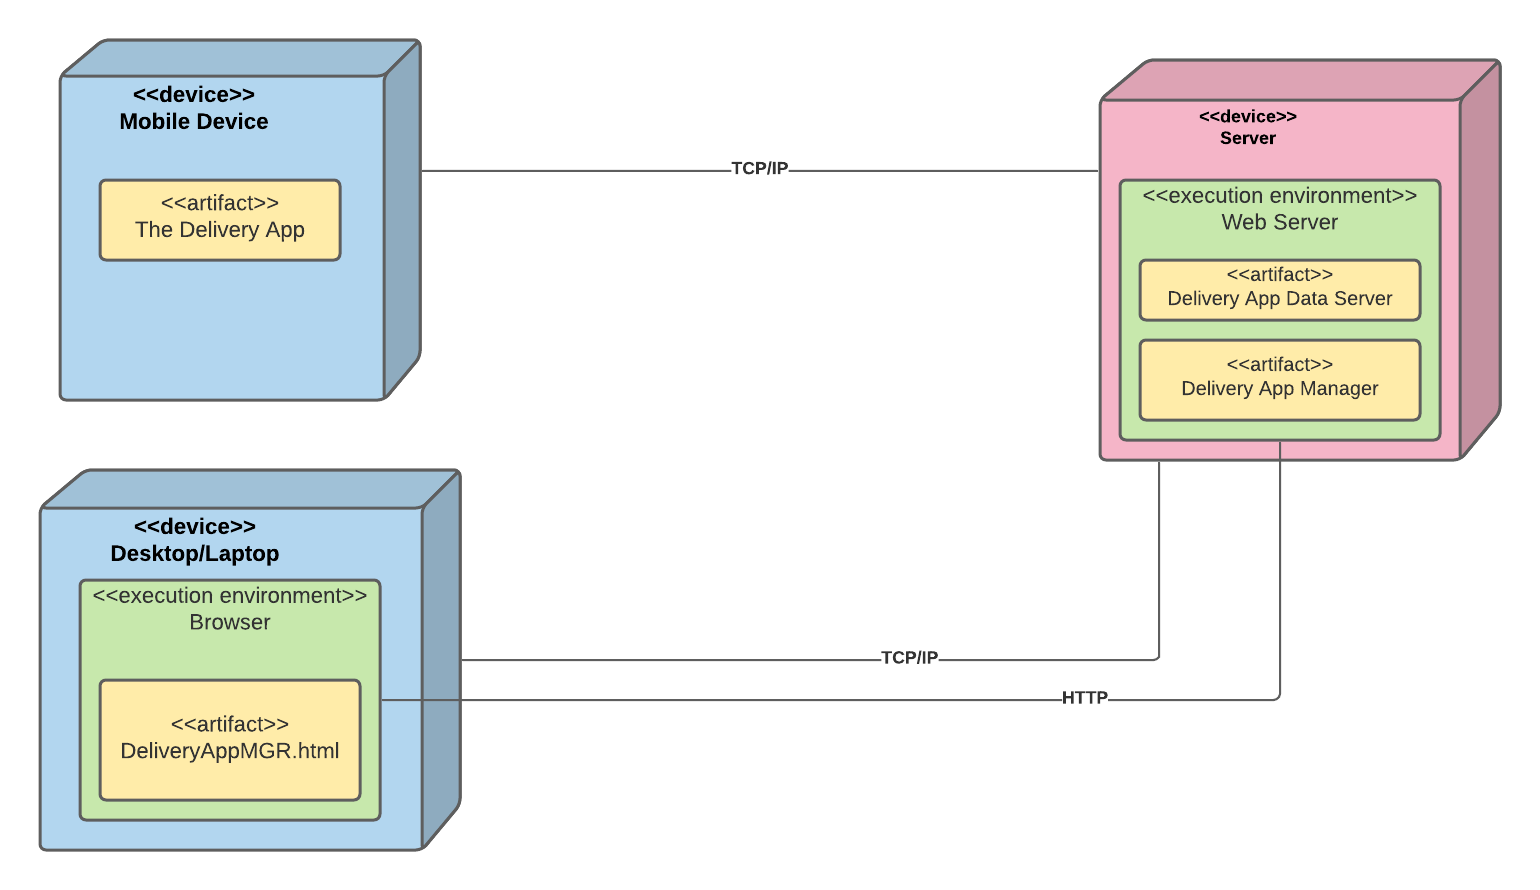 <<device>>
Mobile Device
<<artifact>>
The Delivery App
TCP/IP
<<device>>
Server
<<execution environment>>
Web Server
<<artifact>>
Delivery App Data Server
<<artifact>>
Delivery App Manager
<<device>>
Desktop/Laptop
<<execution environment>>
Browser
<<artifact>>
DeliveryAppMGR.html
TCP/IP
HTTP